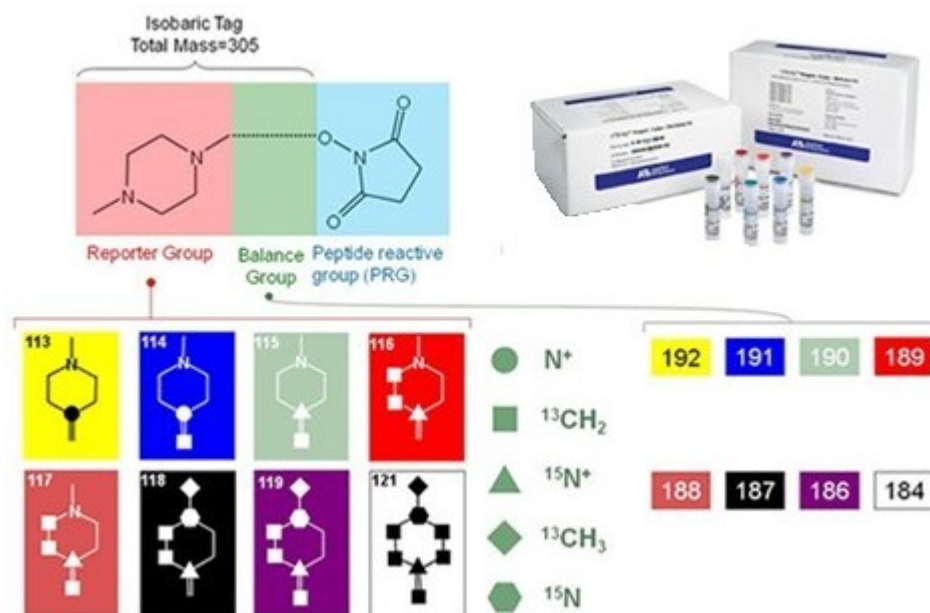 Isobaric Tag
Total Mass=305
N
N
O
N
O
O
Reporter Group
Balance
Group
Peptide reactive
group (PRG)
113
N
114
N
115
N
116
N
N⁺
¹³CH₂
192
191
190
189
117
N
118
119
121
¹⁵N⁺
¹³CH₃
¹⁵N
188
187
186
184